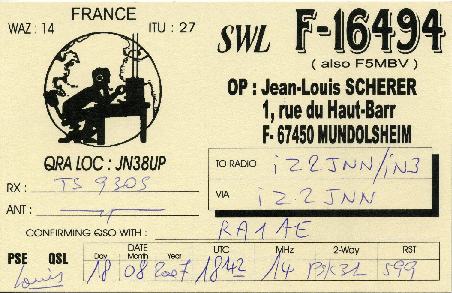 FRANCE
WAZ : 14
ITU : 27
SWL F-16494
( also F5MBV )
OP : Jean-Louis SCHERER
1, rue du Haut-Barr
F- 67450 MUNDOLSHEIM
QRA LOC : JN38UP
RX : TS 930S
ANT :
TO RADIO iZ2JNN/iN3
VIA iZ2JNN
CONFIRMING QSO WITH : RA1AE
PSE QSL
DATE UTC MHz 2-Way RST
Day Month Year
18 08 2007 1842 14 PSK31 599
Louis